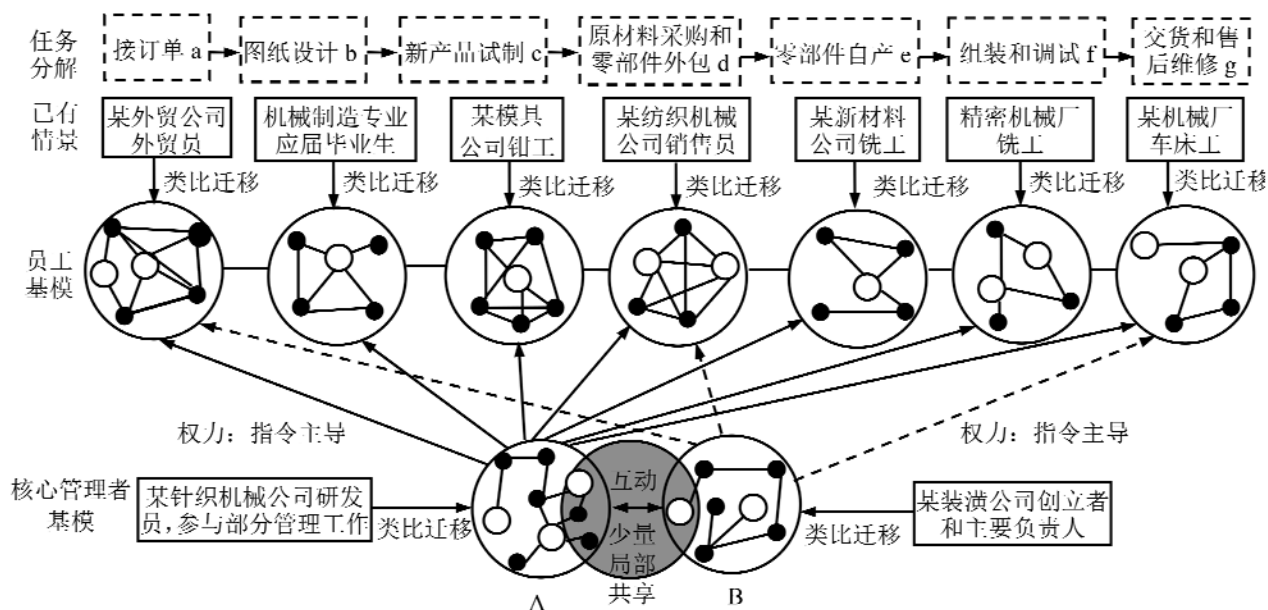 任务
分解
接订单 a
图纸设计 b
新产品试制 c
原材料采购和
零部件外包 d
零部件自产 e
组装和调试 f
交货和售
后维修 g
已有
情景
某外贸公司
外贸员
机械制造专业
应届毕业生
某模具
公司钳工
某纺织机械
公司销售员
某新材料
公司铣工
精密机械厂
铣工
某机械厂
车床工
类比迁移
类比迁移
类比迁移
类比迁移
类比迁移
类比迁移
类比迁移
员工
基模
权力：指令主导
权力：指令主导
核心管理者
基模
某针织机械公司研发
员，参与部分管理工作
类比迁移
互动
少量
局部
共享
类比迁移
某装潢公司创立者
和主要负责人
A
B